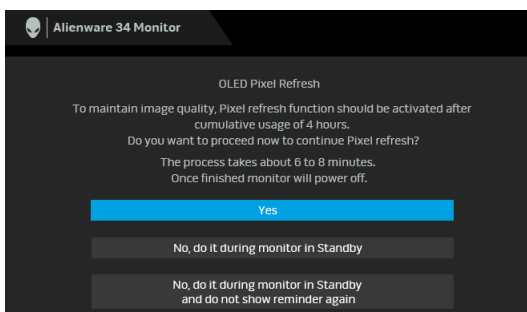 Alienware 34 Monitor
OLED Pixel Refresh
To maintain image quality, Pixel refresh function should be activated after
cumulative usage of 4 hours.
Do you want to proceed now to continue Pixel refresh?
The process takes about 6 to 8 minutes.
Once finished monitor will power off.
Yes
No, do it during monitor in Standby
No, do it during monitor in Standby
and do not show reminder again